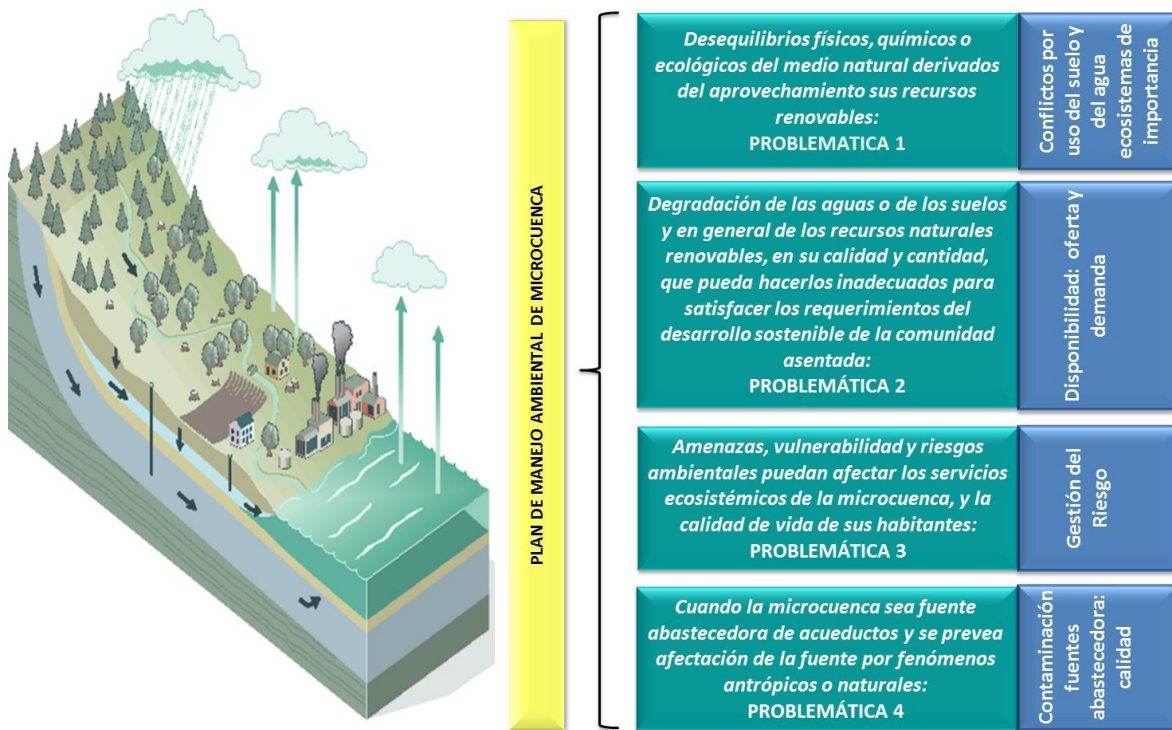 PLAN DE MANEJO AMBIENTAL DE MICROCUENCA
Desequilibrios físicos, químicos o
ecológicos del medio natural derivados
del aprovechamiento sus recursos
renovables:
PROBLEMATICA 1
Conflictos por
uso del suelo y
del agua
ecosistemas de
importancia
Degradación de las aguas o de los suelos
y en general de los recursos naturales
renovables, en su calidad y cantidad,
que pueda hacerlos inadecuados para
satisfacer los requerimientos del
desarrollo sostenible de la comunidad
asentada:
PROBLEMÁTICA 2
Disponibilidad: oferta y
demanda
Amenazas, vulnerabilidad y riesgos
ambientales puedan afectar los servicios
ecosistémicos de la microcuenca, y la
calidad de vida de sus habitantes:
PROBLEMÁTICA 3
Gestión del
Riesgo
Cuando la microcuenca sea fuente
abastecedora de acueductos y se prevea
afectación de la fuente por fenómenos
antrópicos o naturales:
PROBLEMÁTICA 4
Contaminación
fuentes
abastecedora:
calidad